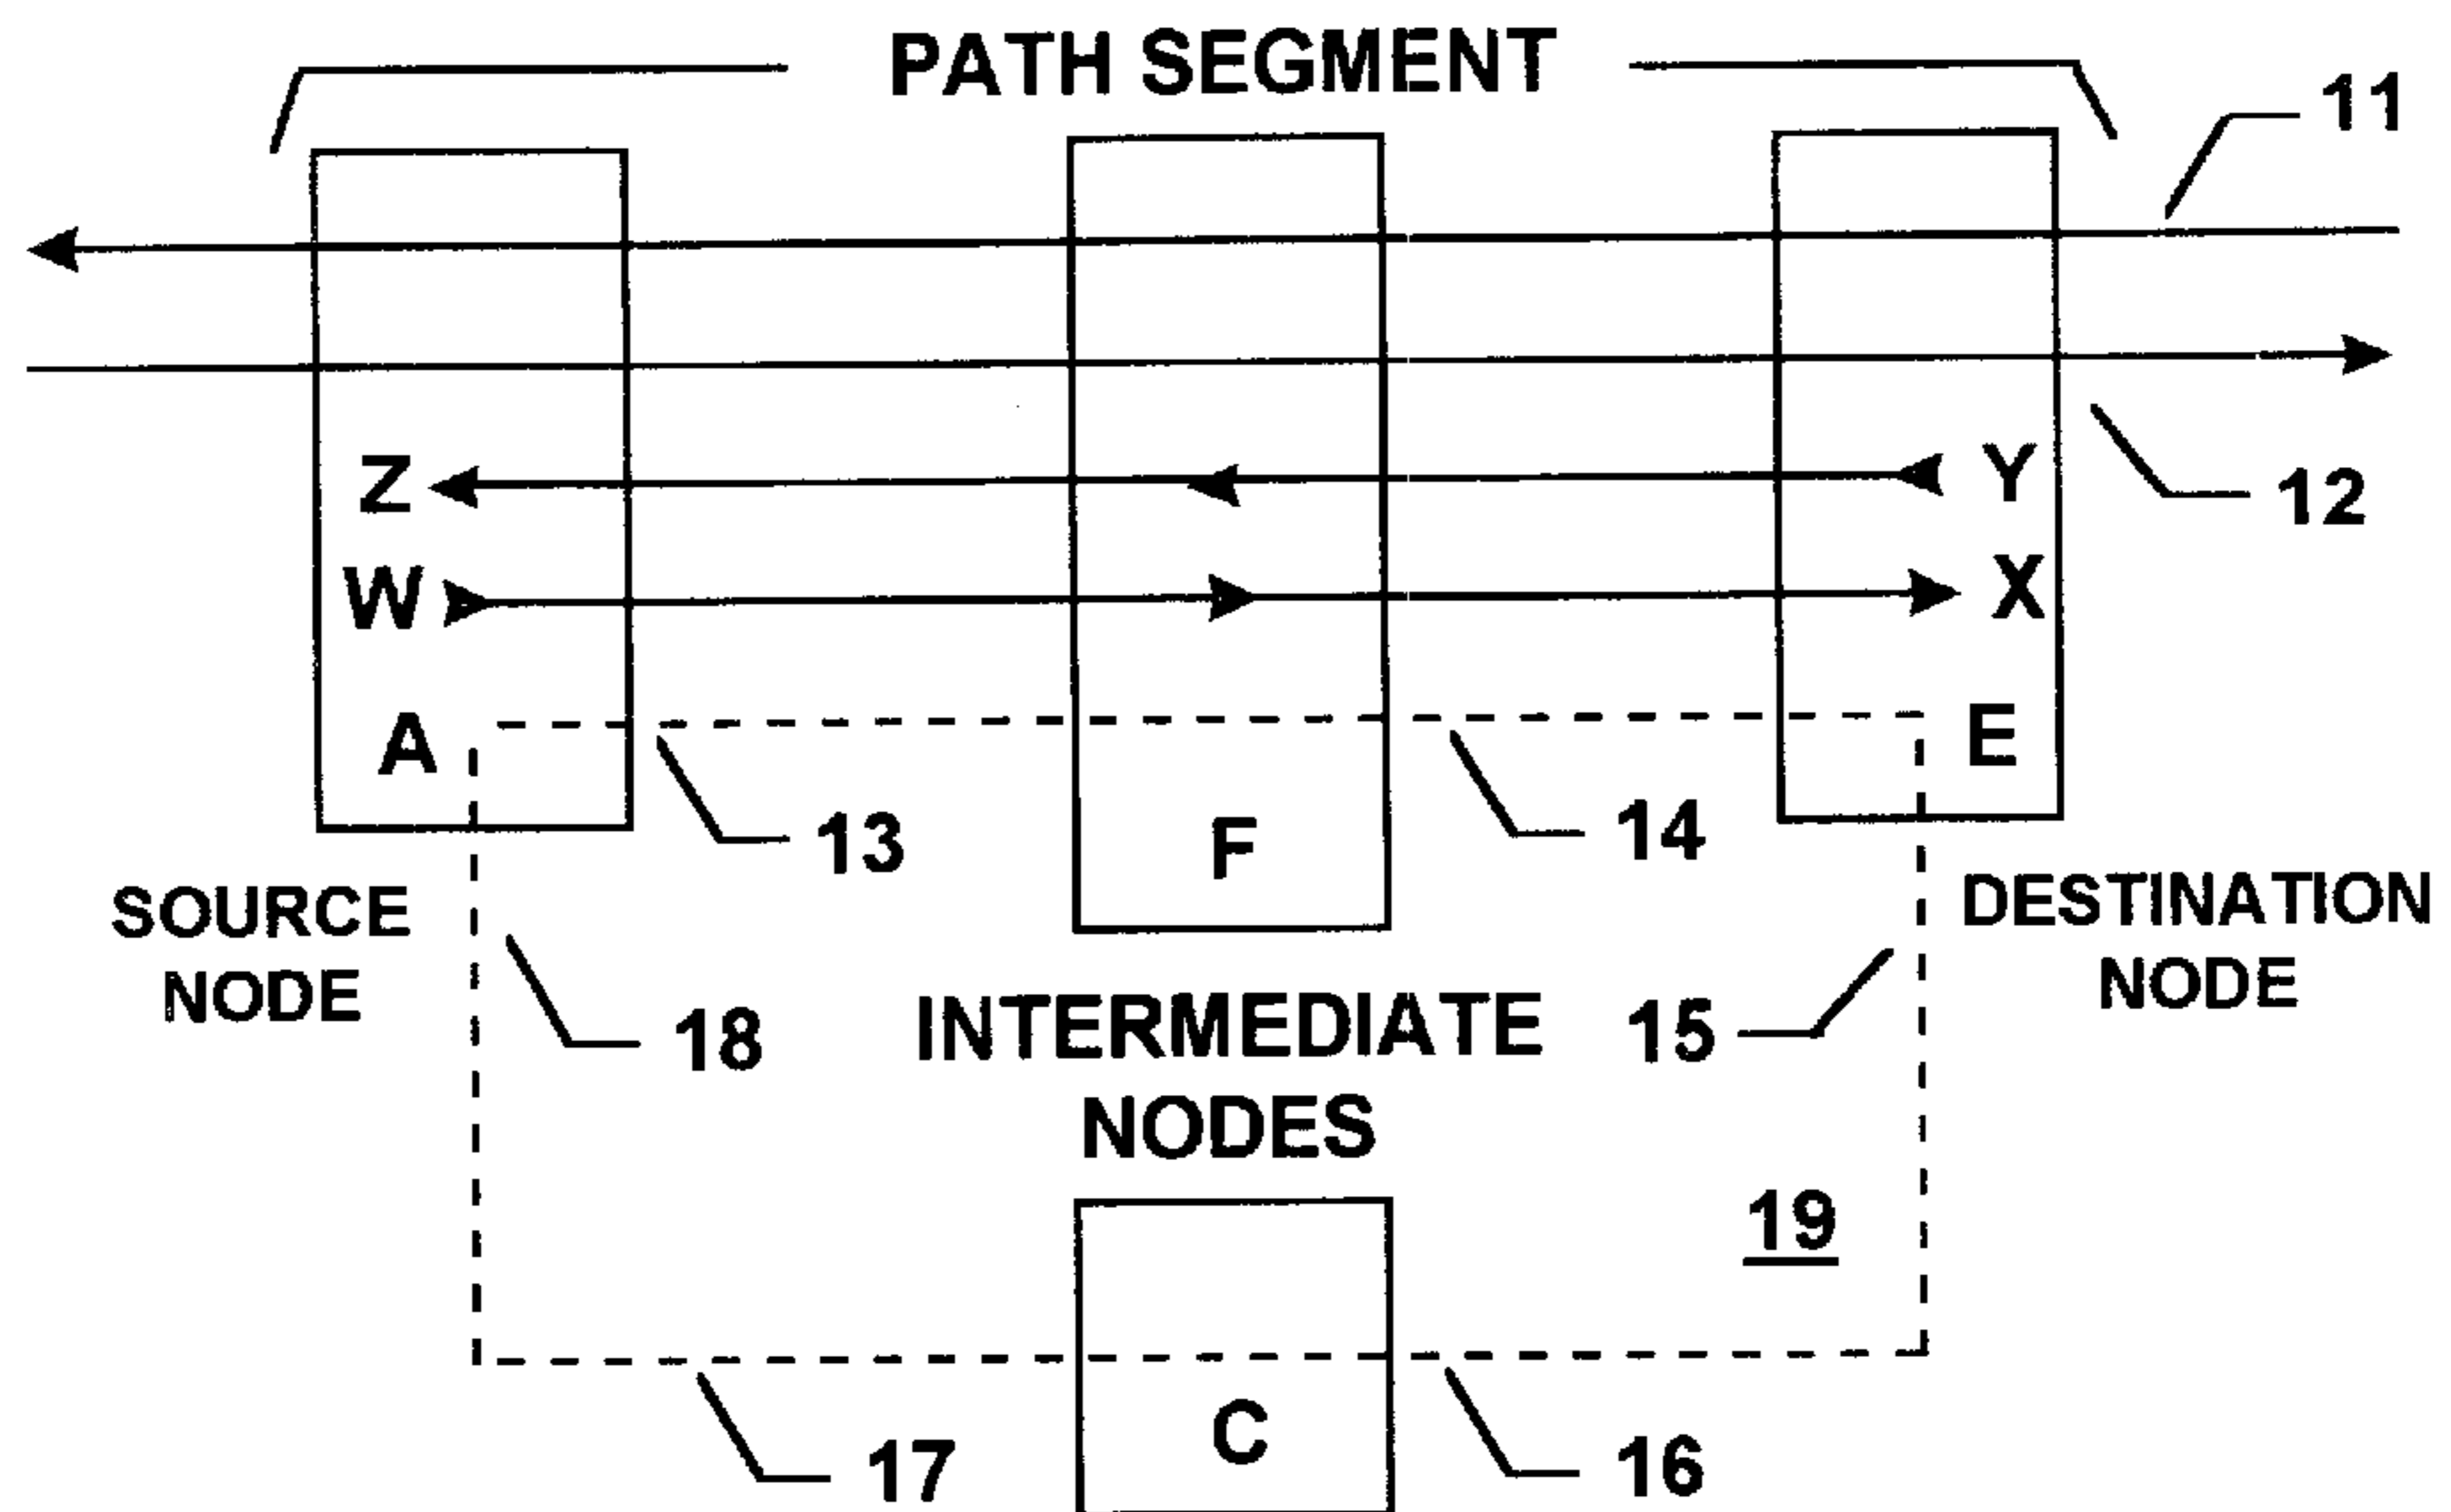 PATH SEGMENT
11
Z
Y
12
W
X
A
E
13
14
F
SOURCE
NODE
DESTINATION
NODE
18
INTERMEDIATE
NODES
15
19
C
17
16